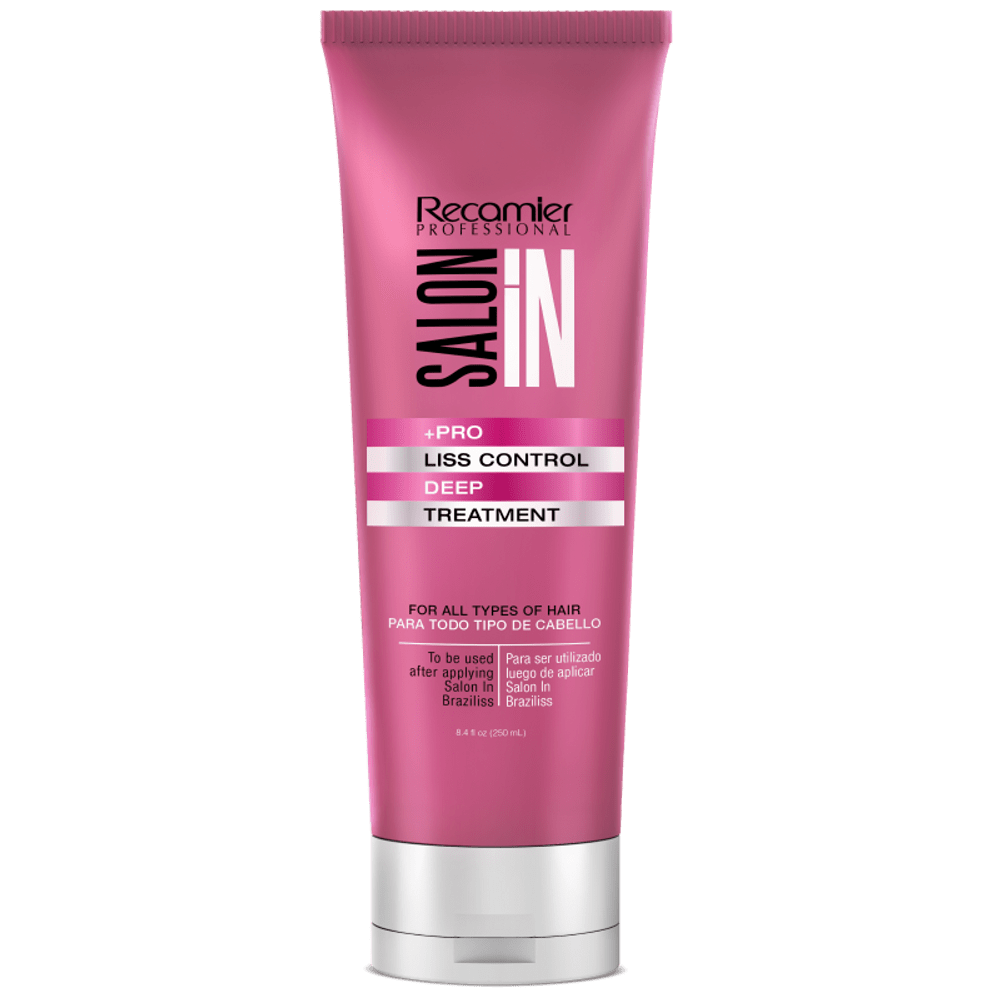 Recamier
PROFESSIONAL
SALON
iN
+PRO
LISS CONTROL
DEEP
TREATMENT
FOR ALL TYPES OF HAIR
PARA TODO TIPO DE CABELLO
To be used
after applying
Salon In
Braziliss
Para ser utilizado
luego de aplicar
Salon In
Braziliss
8.4 fl oz (250 mL)